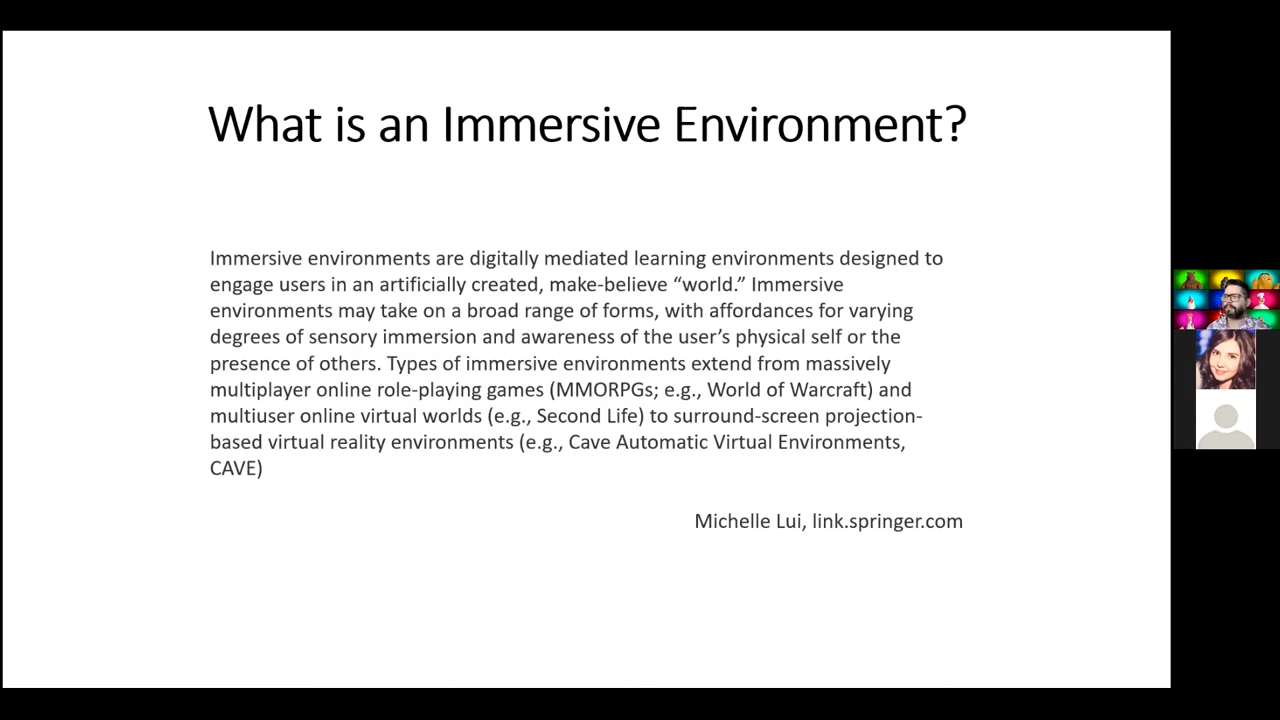 What is an Immersive Environment?
Immersive environments are digitally mediated learning environments designed to
engage users in an artificially created, make-believe “world.” Immersive
environments may take on a broad range of forms, with affordances for varying
degrees of sensory immersion and awareness of the user’s physical self or the
presence of others. Types of immersive environments extend from massively
multiplayer online role-playing games (MMORPGs; e.g., World of Warcraft) and
multiuser online virtual worlds (e.g., Second Life) to surround-screen projection-
based virtual reality environments (e.g., Cave Automatic Virtual Environments,
CAVE)
Michelle Lui, link.springer.com